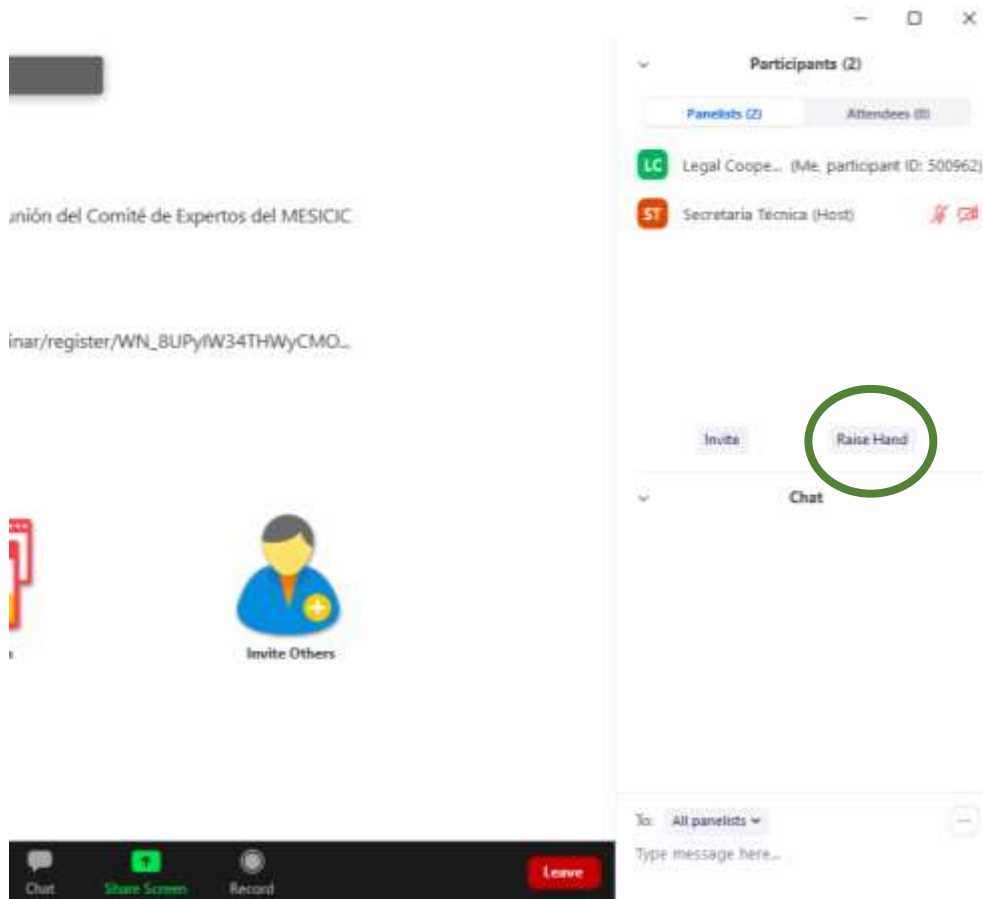 Participants (2)
Panelists (2)
Attendees (0)
LC Legal Coope... (Me, participant ID: 500962)
ST Secretaria Técnica (Host)
unión del Comité de Expertos del MESICIC
inar/register/WN_8UPyIW34THWyCMO...
Invite
Raise Hand
Chat
Invite Others
To: All panelists
Type message here...
Chat
Share Screen
Record
Leave